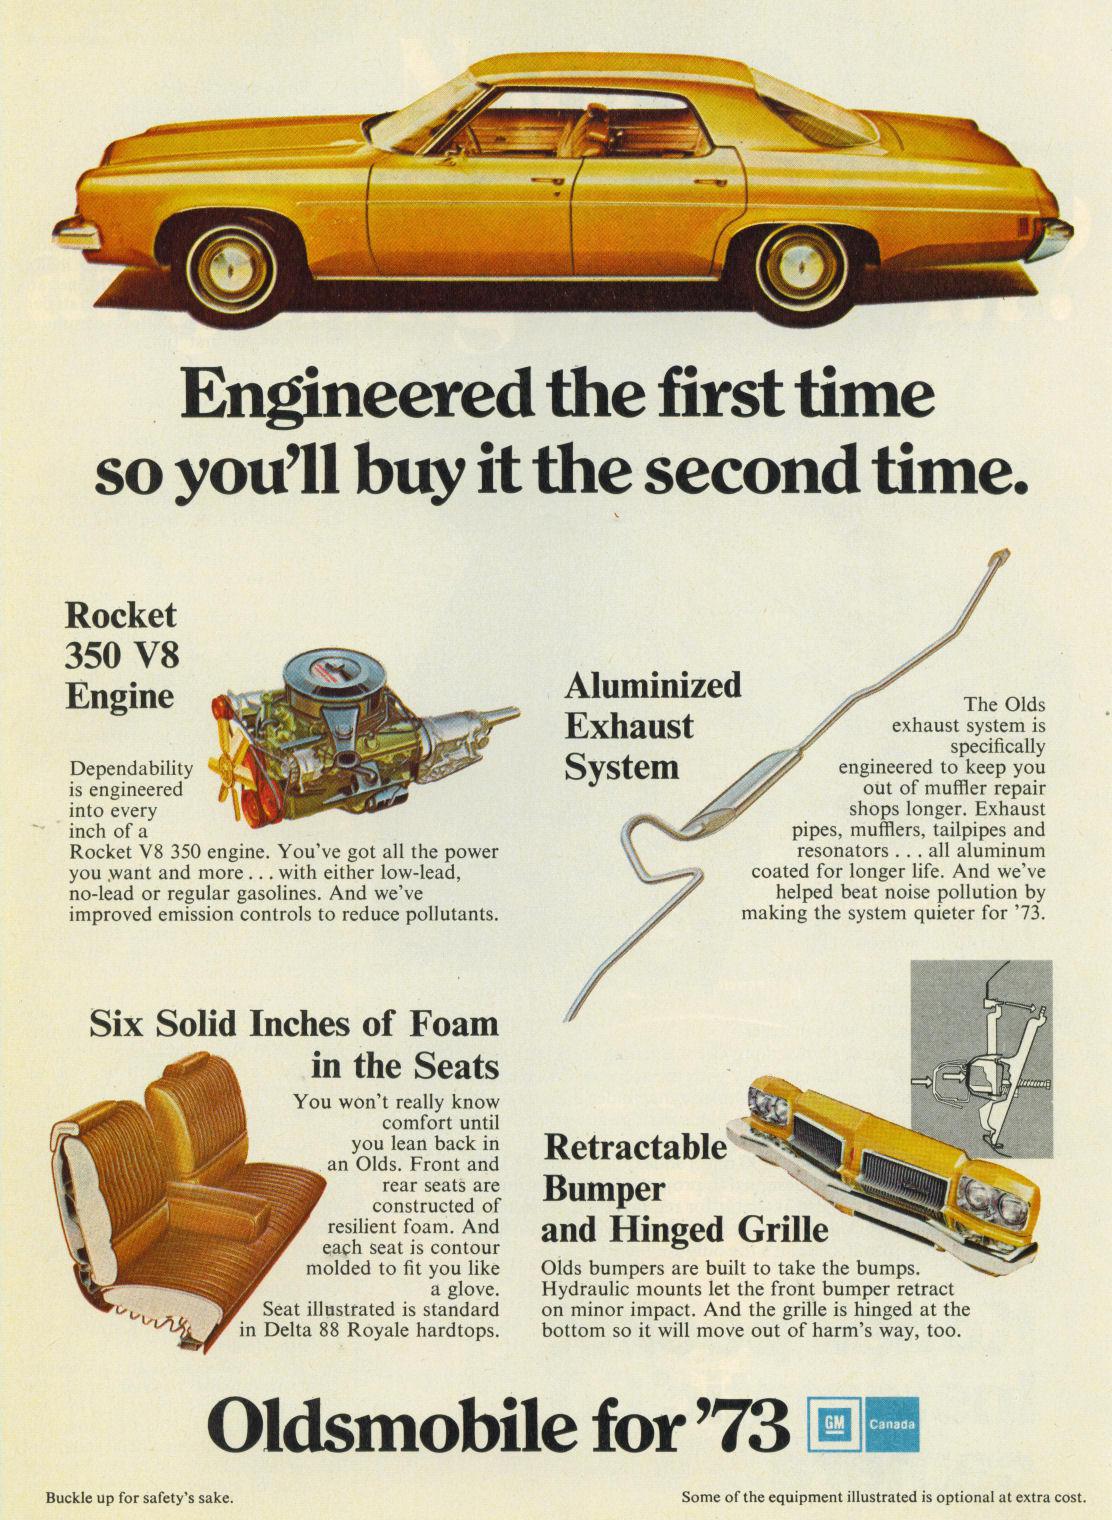 Engineered the first time
so you'll buy it the second time.
Rocket
350 V8
Engine
Dependability
is engineered
into every
inch of a
Rocket V8 350 engine. You've got all the power
you want and more . . . with either low-lead,
no-lead or regular gasolines. And we've
improved emission controls to reduce pollutants.
Aluminized
Exhaust
System
The Olds
exhaust system is
specifically
engineered to keep you
out of muffler repair
shops longer. Exhaust
pipes, mufflers, tailpipes and
resonators . . . all aluminum
coated for longer life. And we've
helped beat noise pollution by
making the system quieter for '73.
Six Solid Inches of Foam
in the Seats
You won't really know
comfort until
you lean back in
an Olds. Front and
rear seats are
constructed of
resilient foam. And
each seat is contour
molded to fit you like
a glove.
Seat illustrated is standard
in Delta 88 Royale hardtops.
Retractable
Bumper
and Hinged Grille
Olds bumpers are built to take the bumps.
Hydraulic mounts let the front bumper retract
on minor impact. And the grille is hinged at the
bottom so it will move out of harm's way, too.
Oldsmobile for '73
GM
Canada
Buckle up for safety's sake.
Some of the equipment illustrated is optional at extra cost.